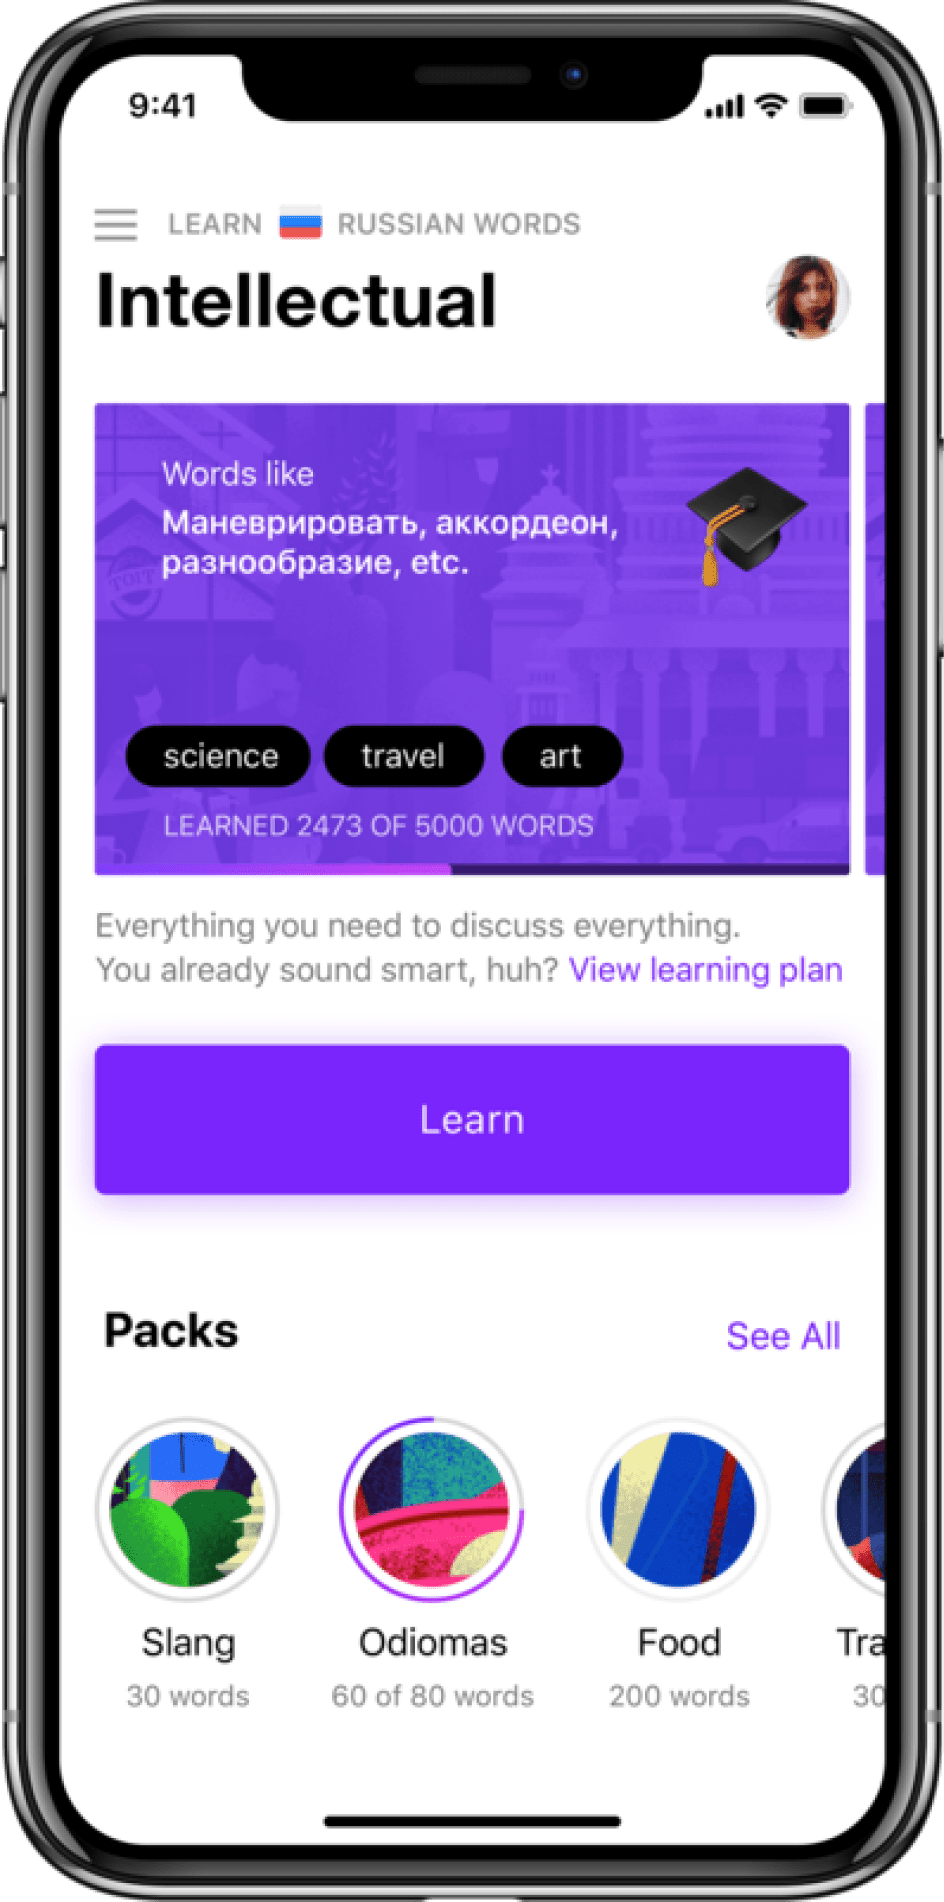 9:41
LEARN RUSSIAN WORDS
Intellectual
Words like
Маневрировать, аккордеон,
разнообразие, etc.
TOIT
science travel art
LEARNED 2473 OF 5000 WORDS
Everything you need to discuss everything.
You already sound smart, huh? View learning plan
Learn
Packs See All
Slang Odiomas Food Tra
30 words 60 of 80 words 200 words 30